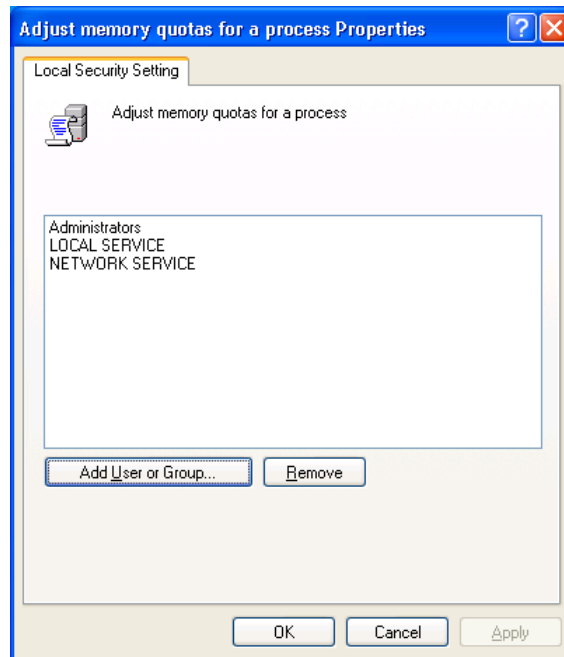 Adjust memory quotas for a process Properties
Local Security Setting
Adjust memory quotas for a process
Administrators
LOCAL SERVICE
NETWORK SERVICE
Add User or Group... Remove
OK Cancel Apply